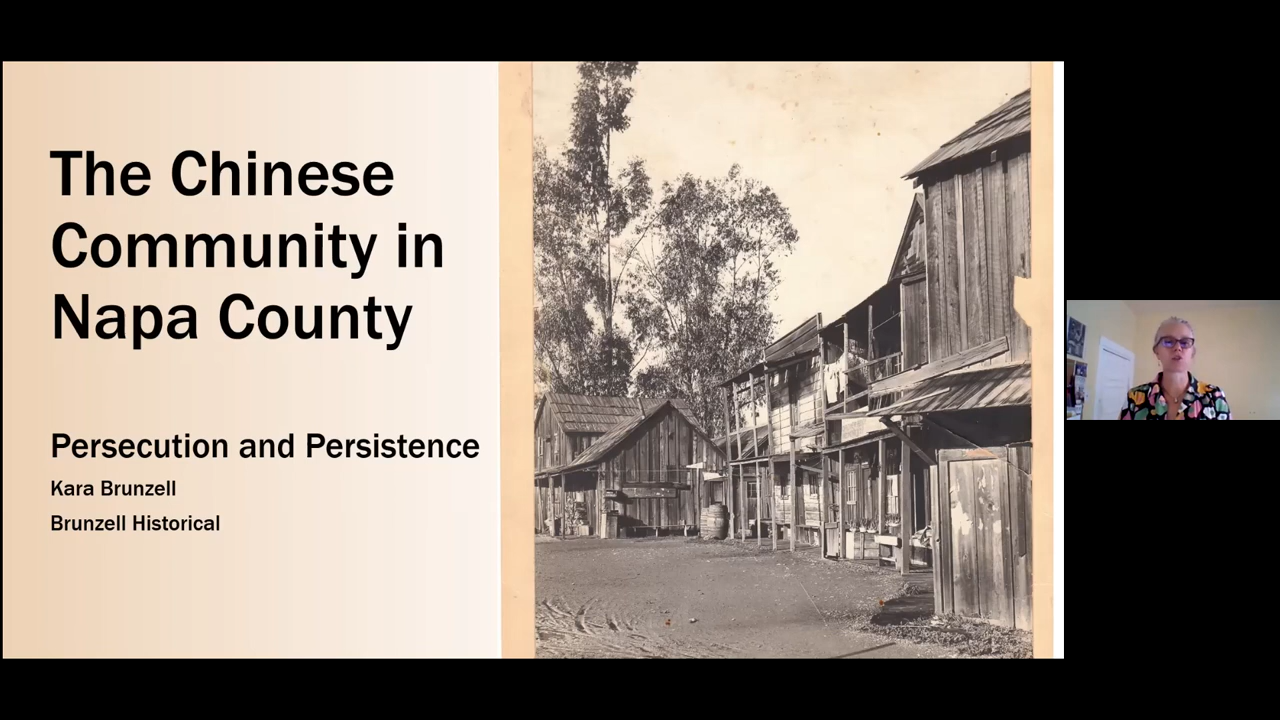 The Chinese
Community in
Napa County
Persecution and Persistence
Kara Brunzell
Brunzell Historical